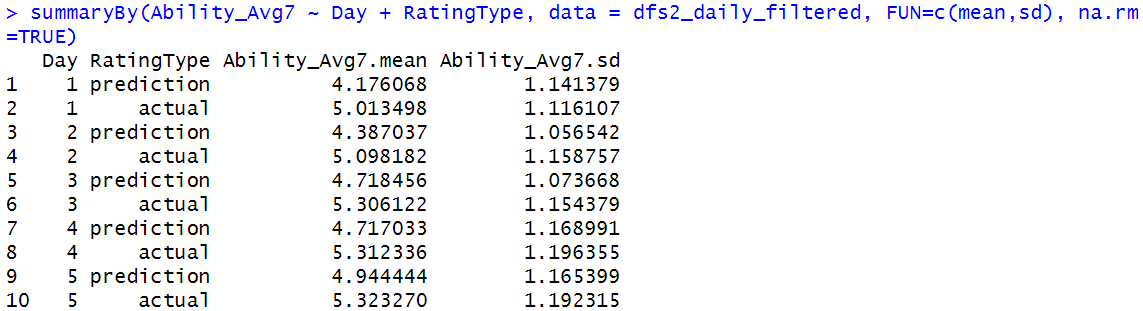 > summaryBy(Ability_Avg7 ~ Day + RatingType, data = dfs2_daily_filtered, FUN=c(mean,sd), na.rm
=TRUE)
   Day RatingType Ability_Avg7.mean Ability_Avg7.sd
1    1 prediction          4.176068        1.141379
2    1     actual          5.013498        1.116107
3    2 prediction          4.387037        1.056542
4    2     actual          5.098182        1.158757
5    3 prediction          4.718456        1.073668
6    3     actual          5.306122        1.154379
7    4 prediction          4.717033        1.168991
8    4     actual          5.312336        1.196355
9    5 prediction          4.944444        1.165399
10   5     actual          5.323270        1.192315